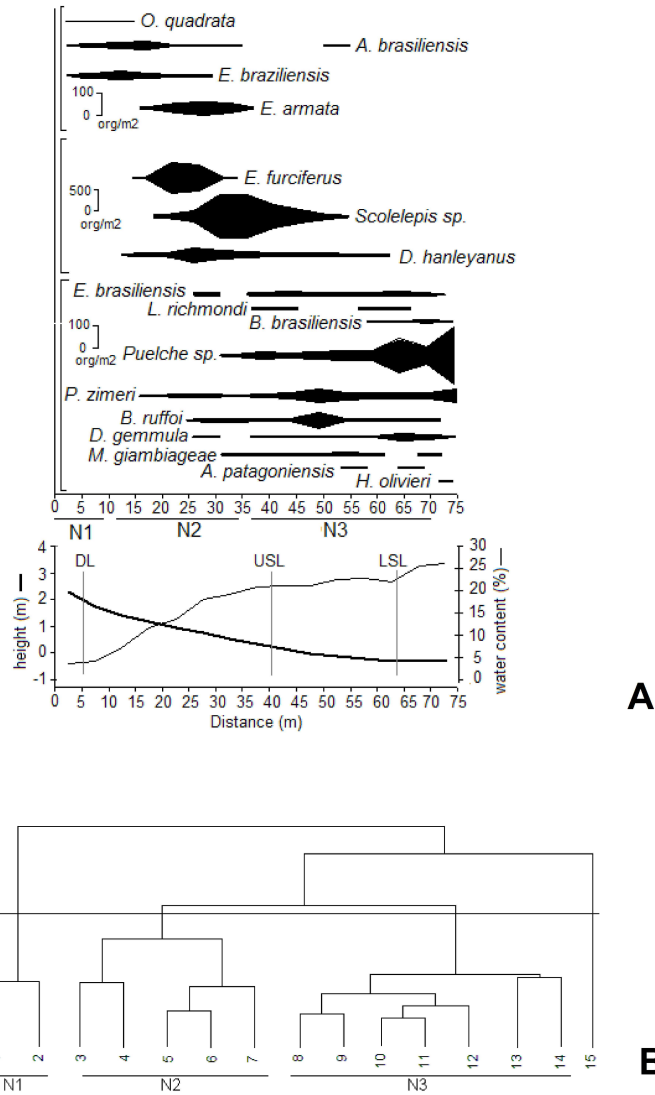 O. quadrata
A. brasiliensis
E. braziliensis
100
0
org/m2
E. armata
E. furciferus
500
0
org/m2
Scolelepis sp.
D. hanleyanus
E. brasiliensis
L. richmondi
B. brasiliensis
100
0
org/m2
Puelche sp.
P. zimeri
B. ruffoi
D. gemmula
M. giambiageae
A. patagoniensis
H. olivieri
0 5 10 15 20 25 30 35 40 45 50 55 60 65 70 75
N1 N2 N3
4 3 2 1 0 -1
height (m)
DL USL LSL
30 25 20 15 10 5 0
water content (%)
0 5 10 15 20 25 30 35 40 45 50 55 60 65 70 75
Distance (m)
A
2 3 4 5 6 7 8 9 10 11 12 13 14 15
N1 N2 N3